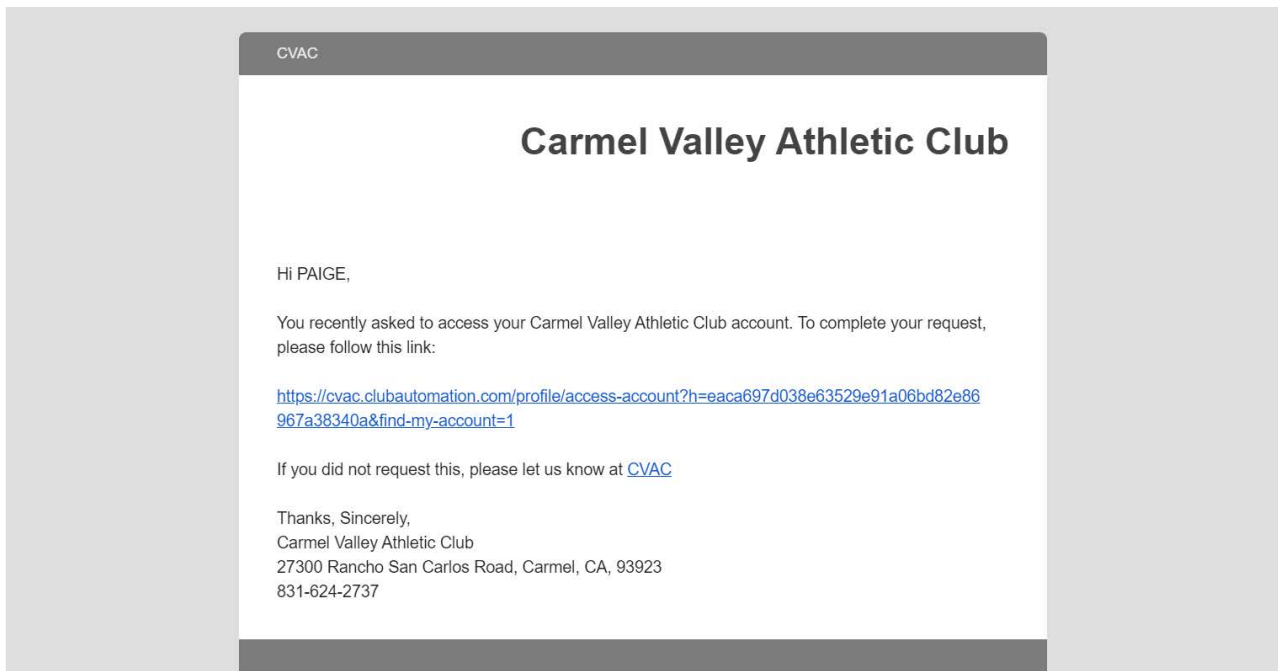 CVAC
Carmel Valley Athletic Club
Hi PAIGE,
You recently asked to access your Carmel Valley Athletic Club account. To complete your request,
please follow this link:
https://cvac.clubautomation.com/profile/access-account?h=eaca697d038e63529e91a06bd82e86
967a38340a&find-my-account=1
If you did not request this, please let us know at CVAC
Thanks, Sincerely,
Carmel Valley Athletic Club
27300 Rancho San Carlos Road, Carmel, CA, 93923
831-624-2737